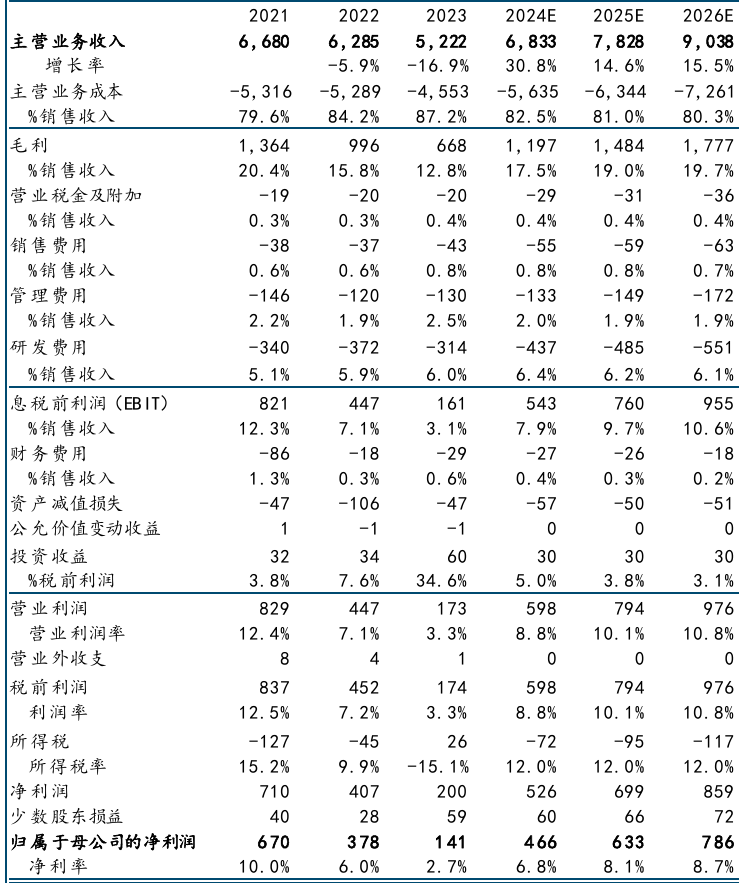 2021 2022 2023 2024E 2025E 2026E
主营业务收入 6,680 6,285 5,222 6,833 7,828 9,038
增长率 -5.9% -16.9% 30.8% 14.6% 15.5%
主营业务成本 -5,316 -5,289 -4,553 -5,635 -6,344 -7,261
%销售收入 79.6% 84.2% 87.2% 82.5% 81.0% 80.3%
毛利 1,364 996 668 1,197 1,484 1,777
%销售收入 20.4% 15.8% 12.8% 17.5% 19.0% 19.7%
营业税金及附加 -19 -20 -20 -29 -31 -36
%销售收入 0.3% 0.3% 0.4% 0.4% 0.4% 0.4%
销售费用 -38 -37 -43 -55 -59 -63
%销售收入 0.6% 0.6% 0.8% 0.8% 0.8% 0.7%
管理费用 -146 -120 -130 -133 -149 -172
%销售收入 2.2% 1.9% 2.5% 2.0% 1.9% 1.9%
研发费用 -340 -372 -314 -437 -485 -551
%销售收入 5.1% 5.9% 6.0% 6.4% 6.2% 6.1%
息税前利润（EBIT） 821 447 161 543 760 955
%销售收入 12.3% 7.1% 3.1% 7.9% 9.7% 10.6%
财务费用 -86 -18 -29 -27 -26 -18
%销售收入 1.3% 0.3% 0.6% 0.4% 0.3% 0.2%
资产减值损失 -47 -106 -47 -57 -50 -51
公允价值变动收益 1 -1 -1 0 0 0
投资收益 32 34 60 30 30 30
%税前利润 3.8% 7.6% 34.6% 5.0% 3.8% 3.1%
营业利润 829 447 173 598 794 976
营业利润率 12.4% 7.1% 3.3% 8.8% 10.1% 10.8%
营业外收支 8 4 1 0 0 0
税前利润 837 452 174 598 794 976
利润率 12.5% 7.2% 3.3% 8.8% 10.1% 10.8%
所得税 -127 -45 26 -72 -95 -117
所得税率 15.2% 9.9% -15.1% 12.0% 12.0% 12.0%
净利润 710 407 200 526 699 859
少数股东损益 40 28 59 60 66 72
归属于母公司的净利润 670 378 141 466 633 786
净利率 10.0% 6.0% 2.7% 6.8% 8.1% 8.7%